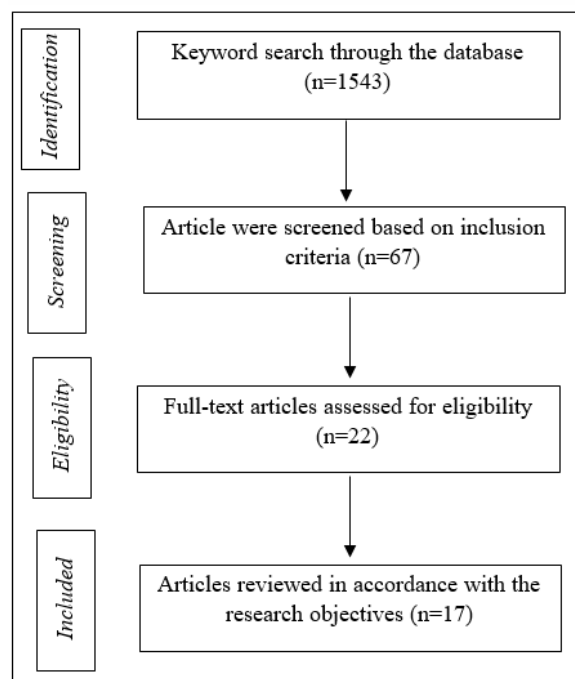 Identification
Keyword search through the database
(n=1543)
Screening
Article were screened based on inclusion
criteria (n=67)
Eligibility
Full-text articles assessed for eligibility
(n=22)
Included
Articles reviewed in accordance with the
research objectives (n=17)